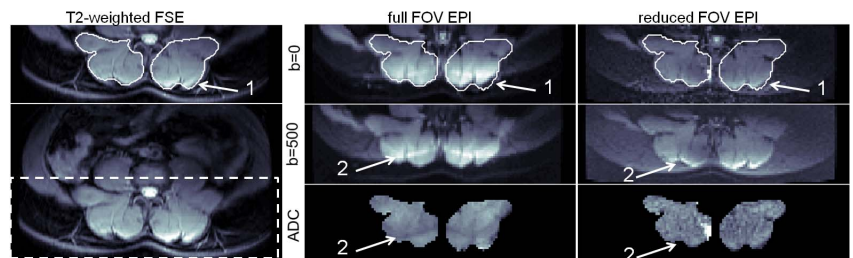 T2-weighted FSE
full FOV EPI
reduced FOV EPI
b=0
1
1
1
b=500
2
2
ADC
2
2